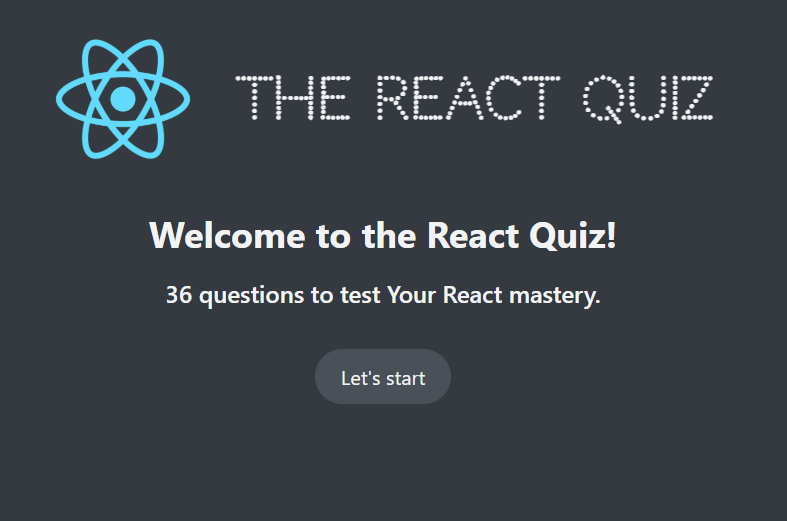 THE REACT QUIZ
Welcome to the React Quiz!
36 questions to test Your React mastery.
Let's start